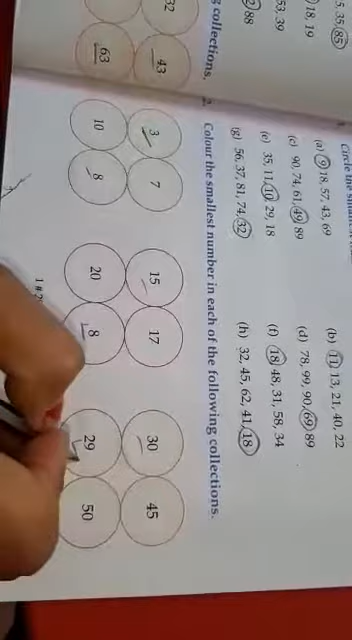 5, 35, 85
18, 19
53, 39
88
collections.
32 43
63
Circle the
(a) 9, 18, 57, 43, 69 (b) 11, 13, 21, 40, 22
(c) 90, 74, 61, 49, 89 (d) 78, 99, 90, 69, 89
(e) 35, 11, 10, 29, 18 (f) 18, 48, 31, 58, 34
(g) 56, 37, 81, 74, 32 (h) 32, 45, 62, 41, 18
2. Colour the smallest number in each of the following collections.
3 7 15 17 30 45
10 8 20 8 29 50